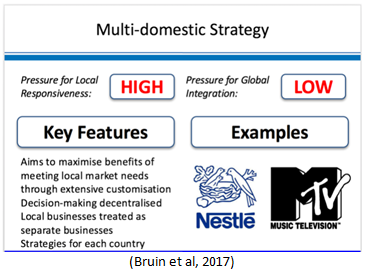 Multi-domestic Strategy
Pressure for Local
Responsiveness:
HIGH
Pressure for Global
Integration:
LOW
Key Features
Examples
Aims to maximise benefits of
meeting local market needs
through extensive customisation
Decision-making decentralised
Local businesses treated as
separate businesses
Strategies for each country
Nestlé
MTV
MUSIC TELEVISION™
(Bruin et al, 2017)